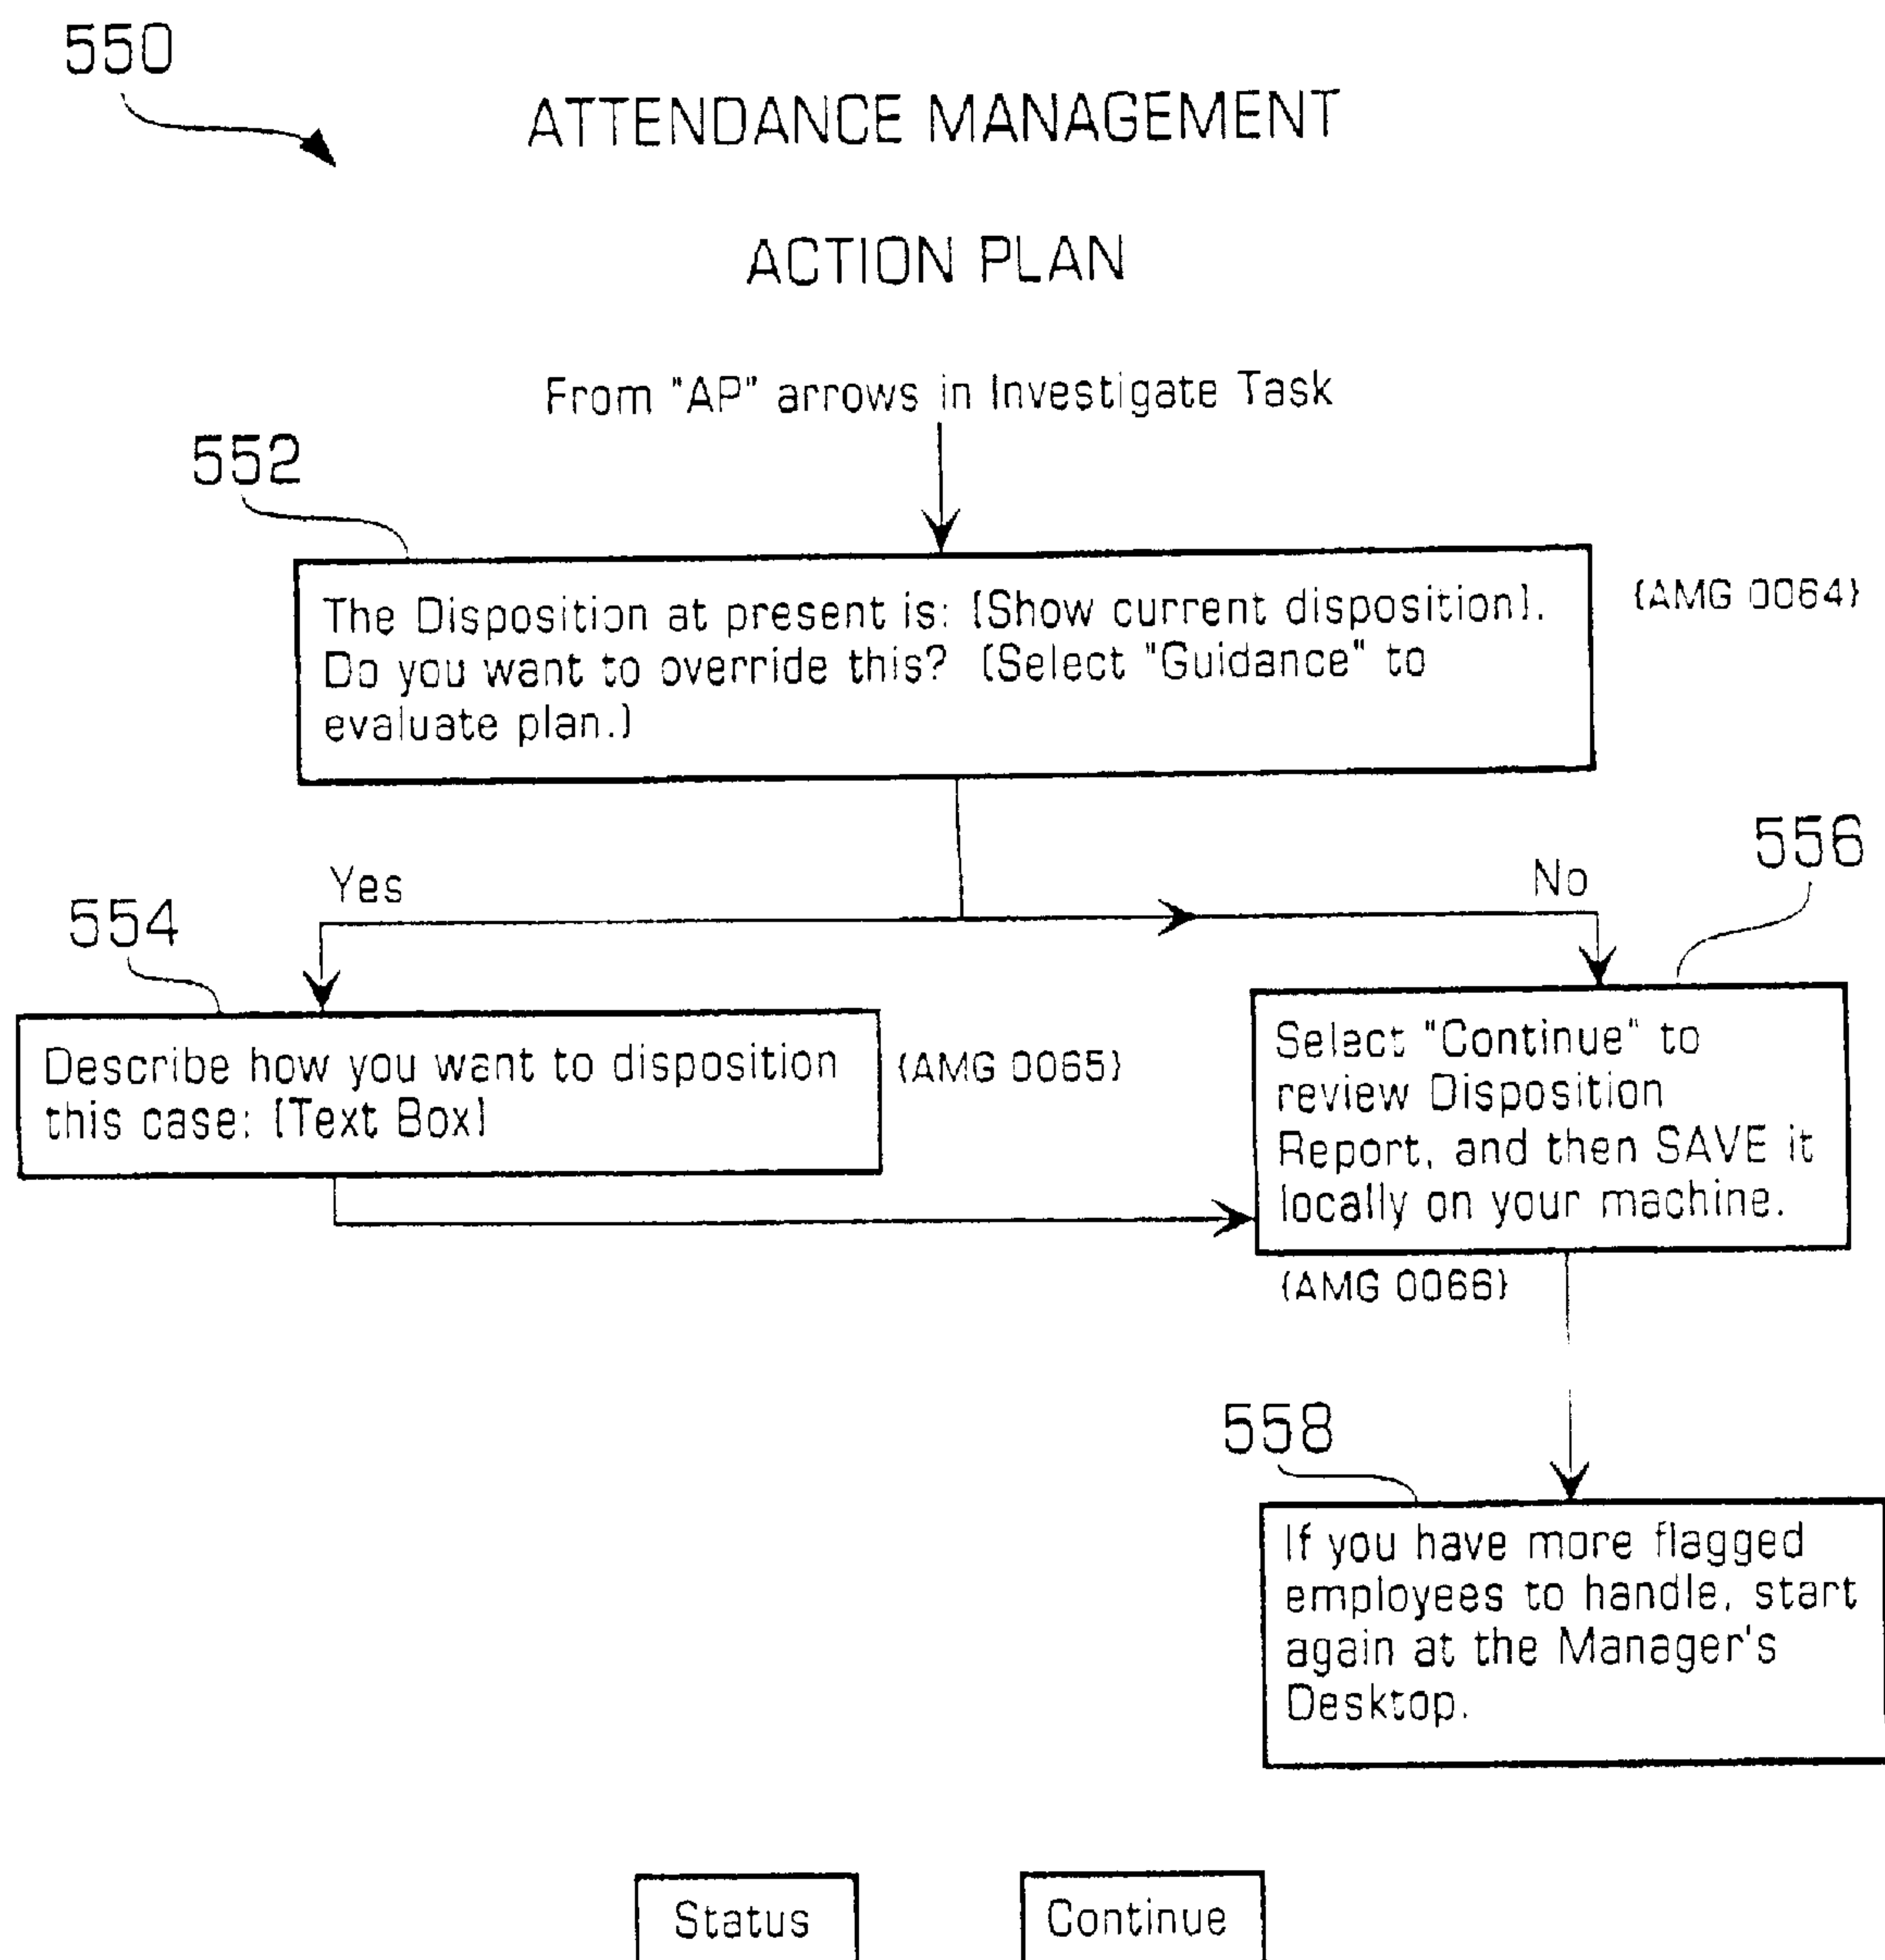 550
ATTENDANCE MANAGEMENT
ACTION PLAN
From "AP" arrows in Investigate Task
552
The Disposition at present is: [Show current disposition].
Do you want to override this? (Select "Guidance" to
evaluate plan.)
{AMG 0064}
Yes
No
556
554
Describe how you want to disposition
this case: [Text Box]
{AMG 0065}
Select "Continue" to
review Disposition
Report, and then SAVE it
locally on your machine.
{AMG 0066}
558
If you have more flagged
employees to handle, start
again at the Manager's
Desktop.
Status
Continue